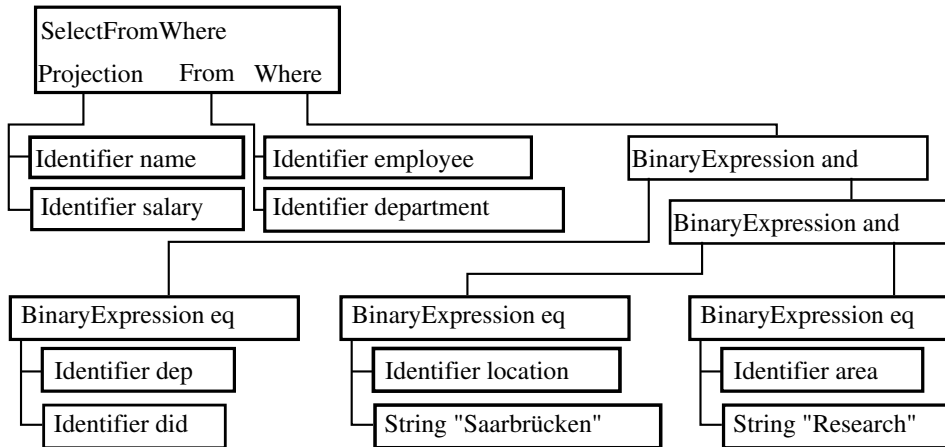 SelectFromWhere
Projection From Where
Identifier name
Identifier employee
BinaryExpression and
Identifier salary
Identifier department
BinaryExpression and
BinaryExpression eq
BinaryExpression eq
BinaryExpression eq
Identifier dep
Identifier location
Identifier area
Identifier did
String "Saarbrücken"
String "Research"